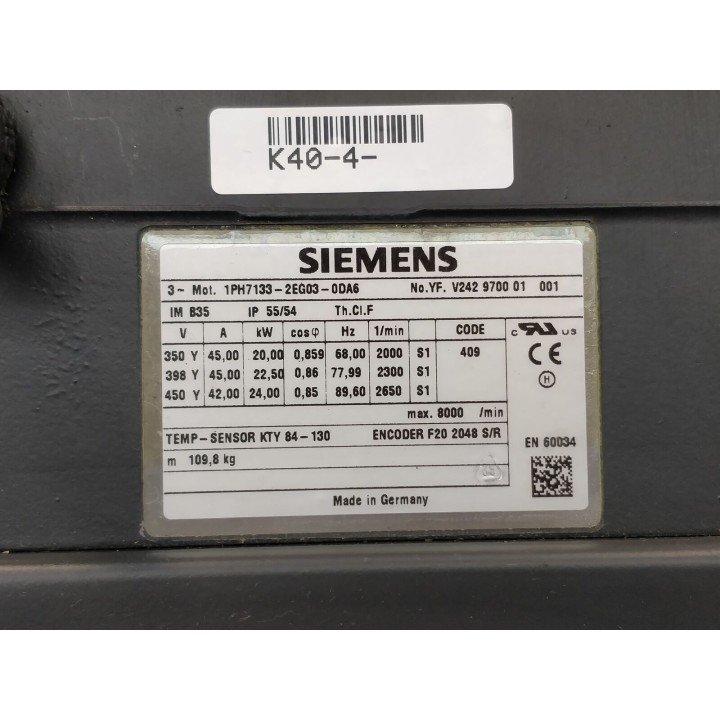 K40-4-
SIEMENS
3~ Mot. 1PH7133-2EG03-0DA6 No.YF. V242 9700 01 001
IM B35 IP 55/54 Th.Cl.F
V A kW cosφ Hz 1/min CODE
350 Y 45,00 20,00 0,859 68,00 2000 S1 409
398 Y 45,00 22,50 0,86 77,99 2300 S1
450 Y 42,00 24,00 0,85 89,60 2650 S1
c RU US
CE
H
max. 8000 /min
TEMP-SENSOR KTY 84-130 ENCODER F20 2048 S/R
EN 60034
m 109,8 kg
Made in Germany